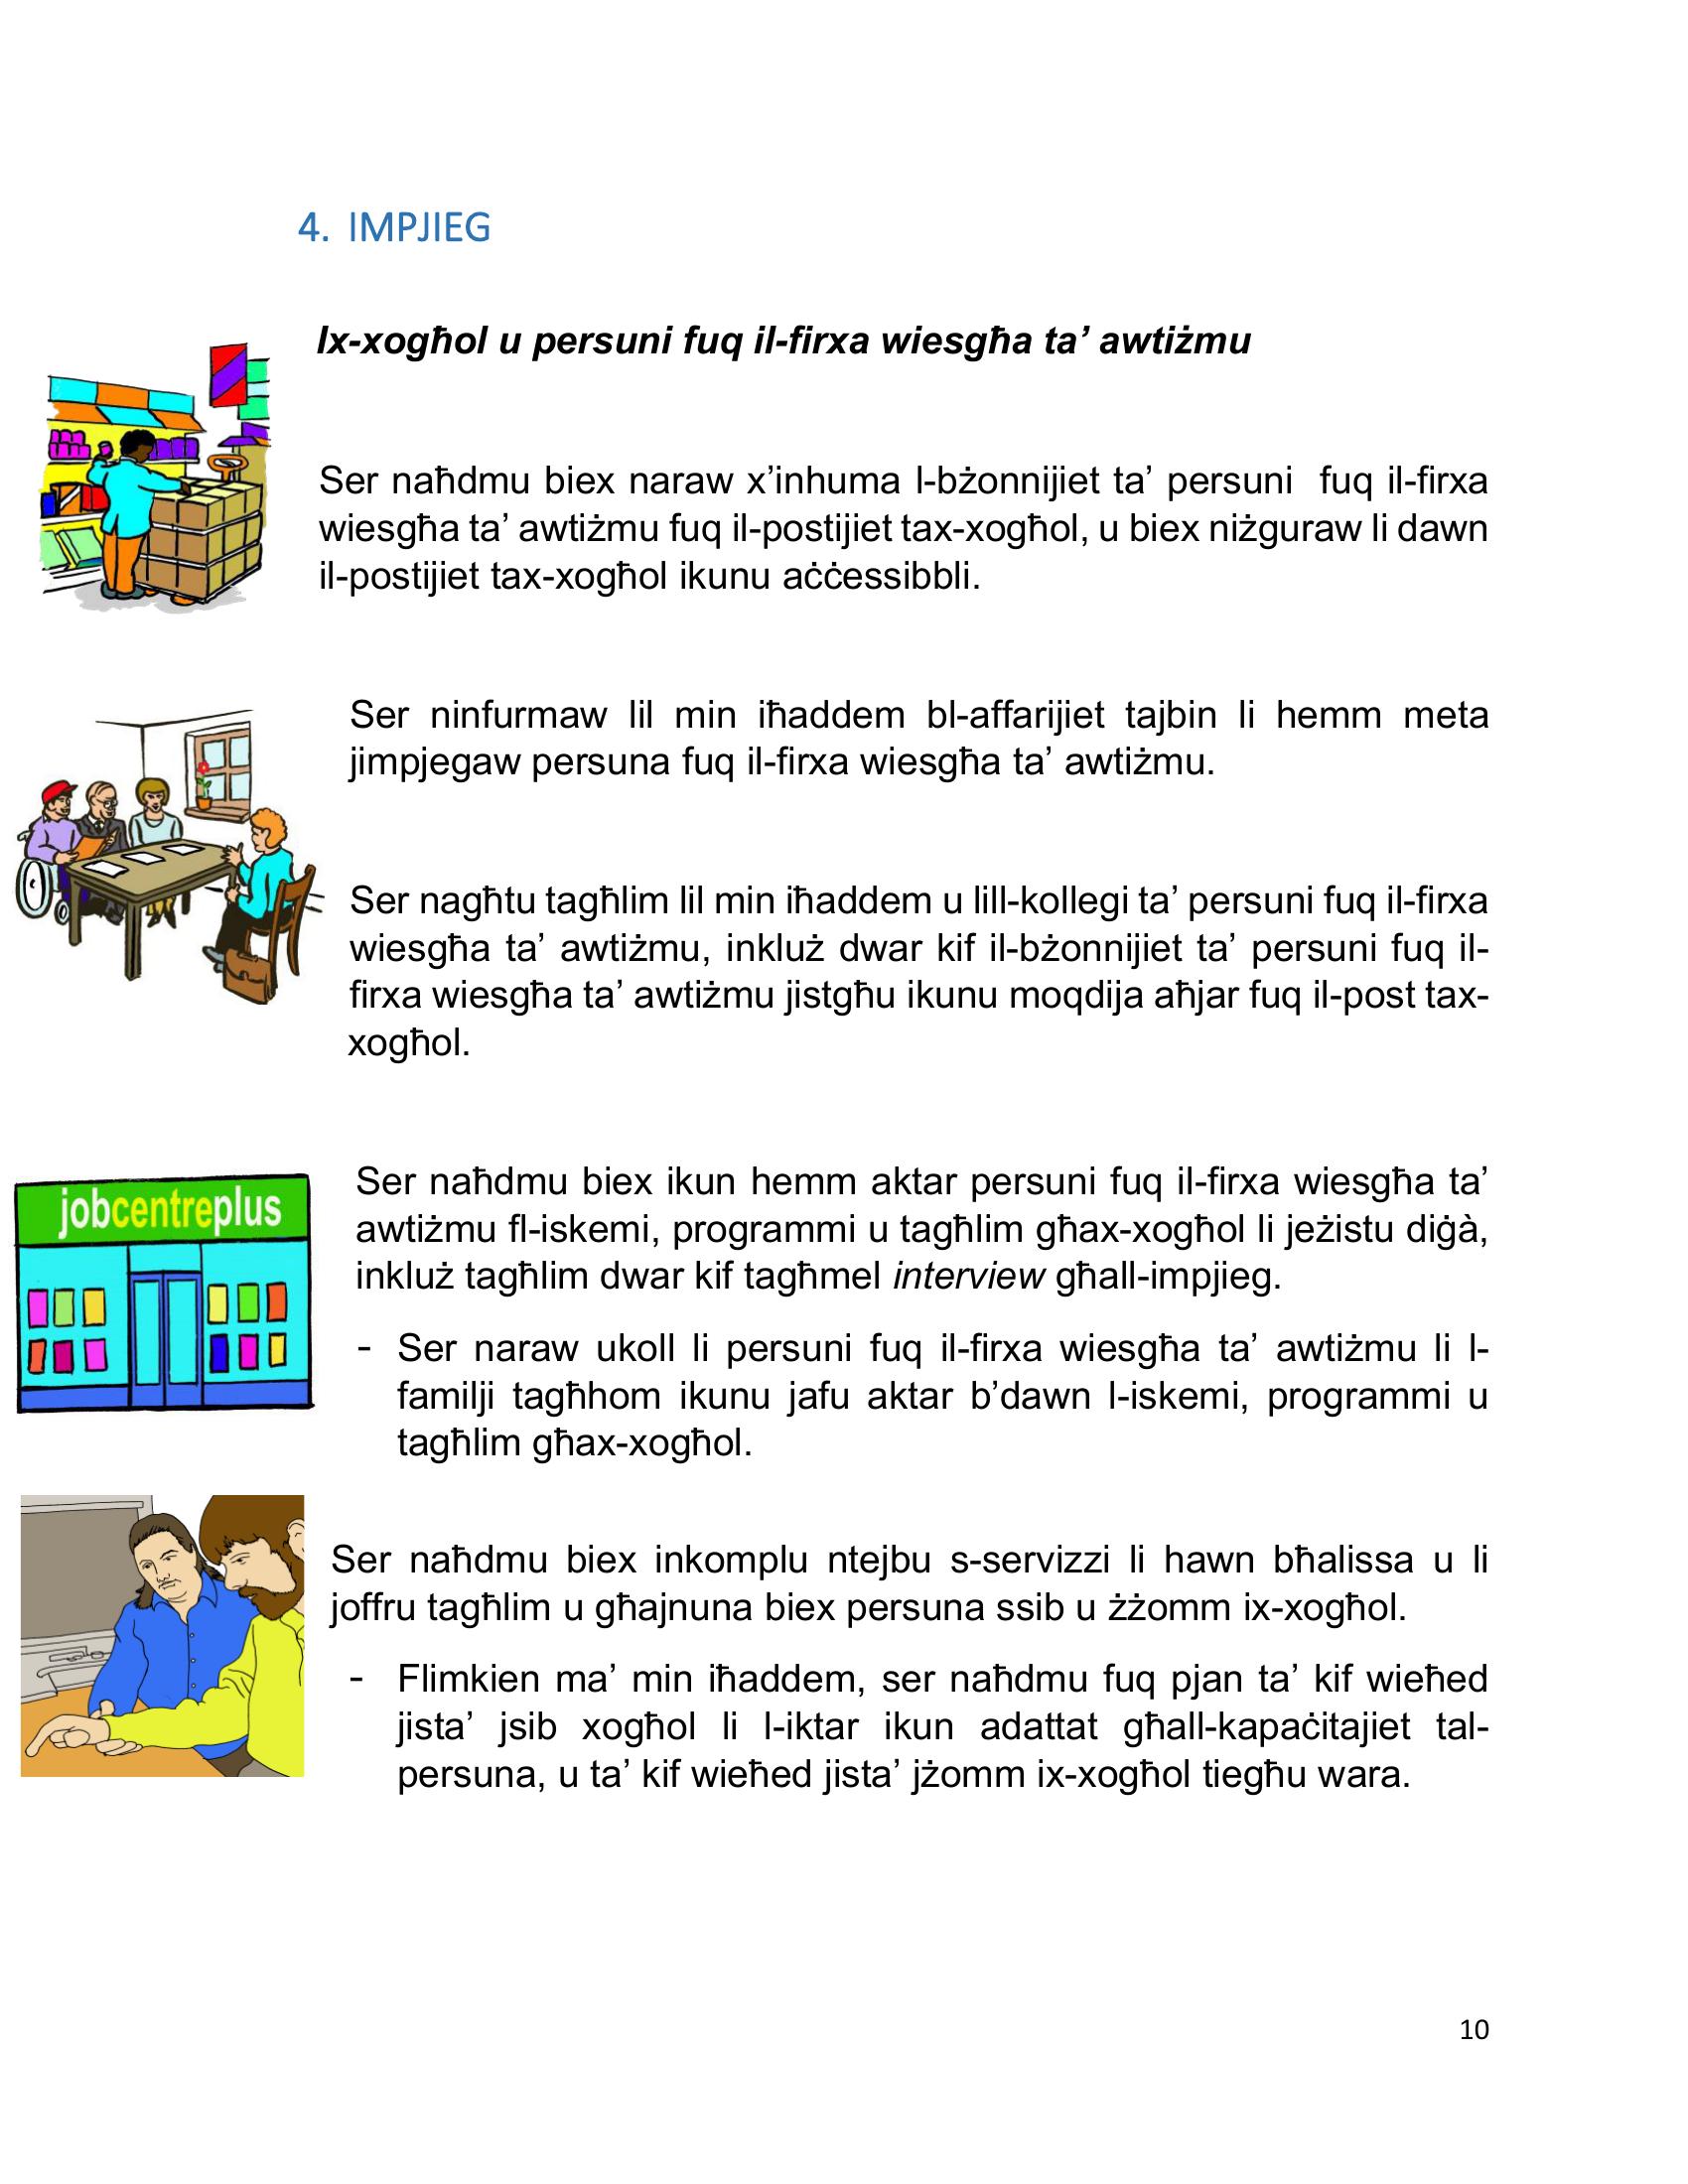 4. IMPJIEG
Ix-xogħol u persuni fuq il-firxa wiesgħa ta’ awtiżmu
Ser naħdmu biex naraw x’inhuma l-bżonnijiet ta’ persuni fuq il-firxa
wiesgħa ta’ awtiżmu fuq il-postijiet tax-xogħol, u biex niżguraw li dawn
il-postijiet tax-xogħol ikunu aċċessibbli.
Ser ninfurmaw lil min iħaddem bl-affarijiet tajbin li hemm meta
jimpjegaw persuna fuq il-firxa wiesgħa ta’ awtiżmu.
Ser nagħtu tagħlim lil min iħaddem u lill-kollegi ta’ persuni fuq il-firxa
wiesgħa ta’ awtiżmu, inkluż dwar kif il-bżonnijiet ta’ persuni fuq il-
firxa wiesgħa ta’ awtiżmu jistgħu ikunu moqdija aħjar fuq il-post tax-
xogħol.
jobcentreplus
Ser naħdmu biex ikun hemm aktar persuni fuq il-firxa wiesgħa ta’
awtiżmu fl-iskemi, programmi u tagħlim għax-xogħol li jeżistu diġà,
inkluż tagħlim dwar kif tagħmel interview għall-impjieg.
- Ser naraw ukoll li persuni fuq il-firxa wiesgħa ta’ awtiżmu li l-
familji tagħhom ikunu jafu aktar b’dawn l-iskemi, programmi u
tagħlim għax-xogħol.
Ser naħdmu biex inkomplu ntejbu s-servizzi li hawn bħalissa u li
joffru tagħlim u għajnuna biex persuna ssib u żżomm ix-xogħol.
- Flimkien ma’ min iħaddem, ser naħdmu fuq pjan ta’ kif wieħed
jista’ jsib xogħol li l-iktar ikun adattat għall-kapaċitajiet tal-
persuna, u ta’ kif wieħed jista’ jżomm ix-xogħol tiegħu wara.
10